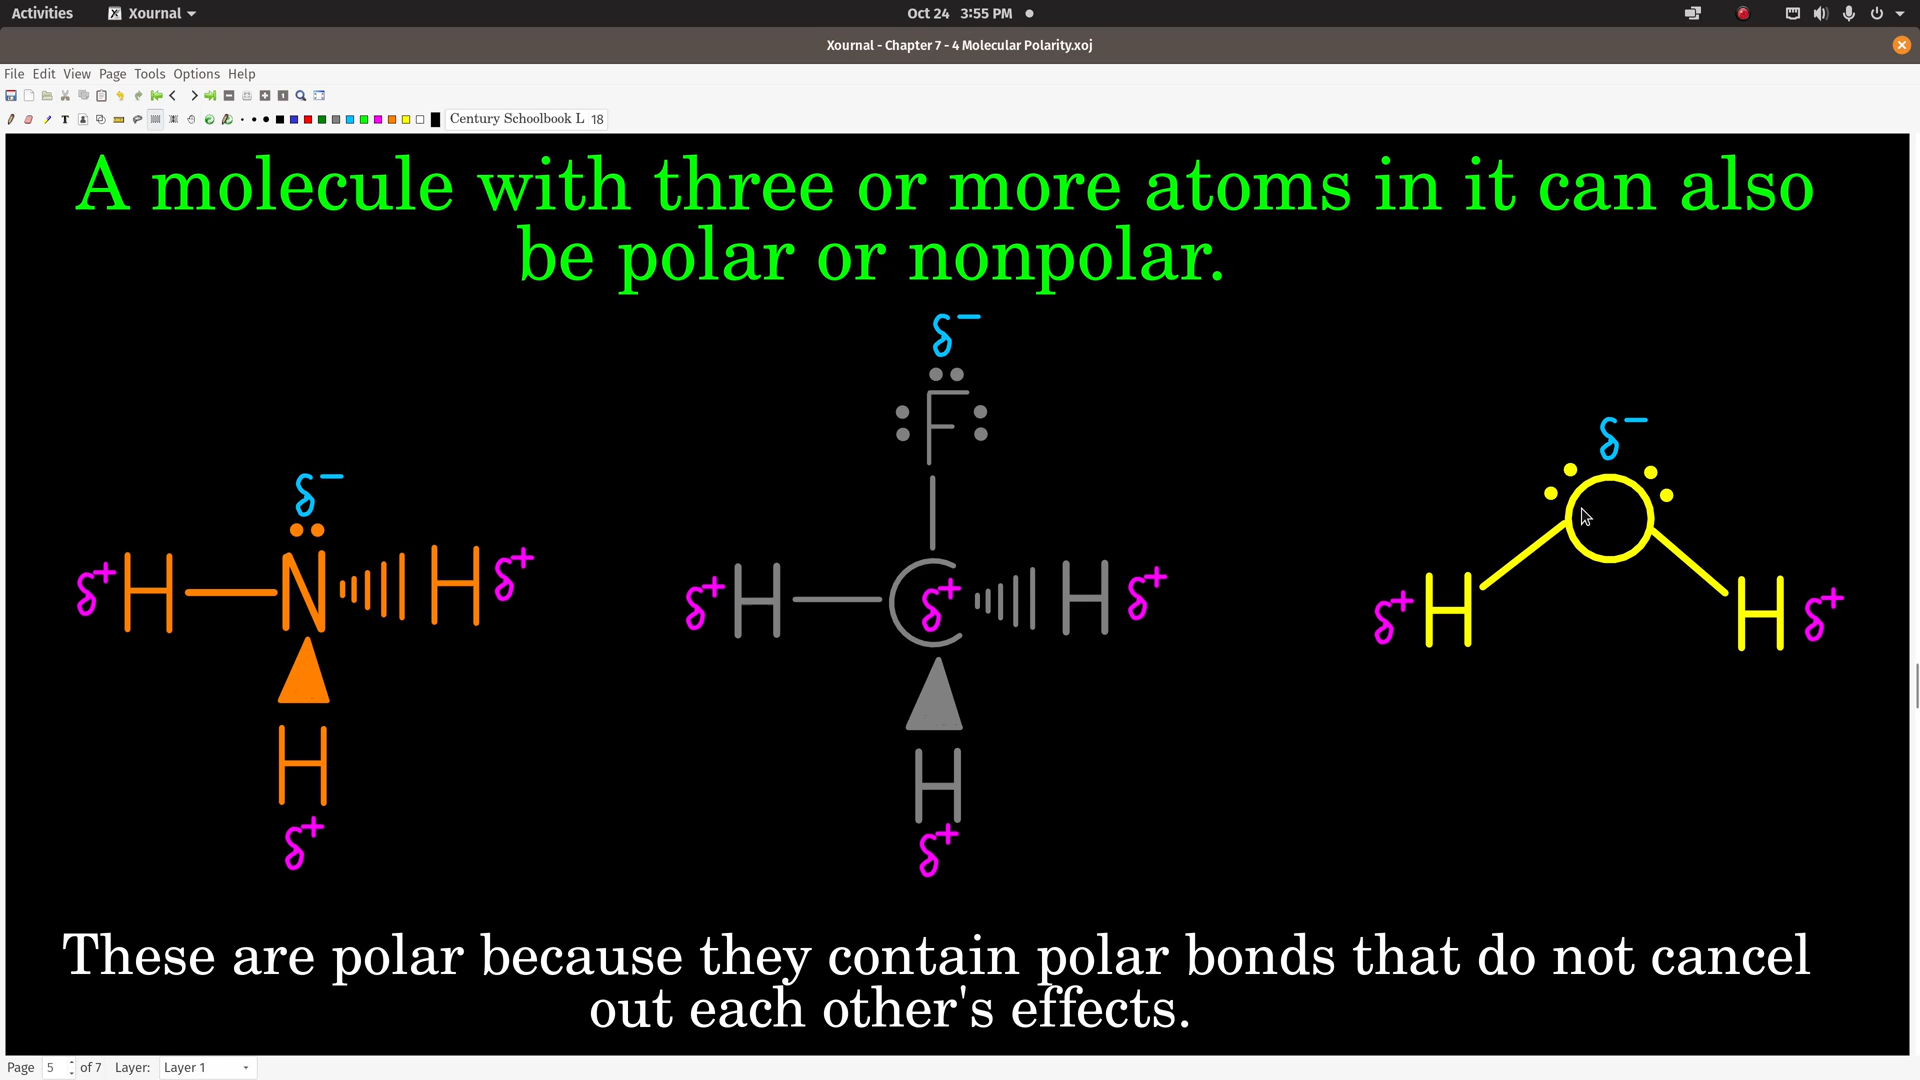 Activities Xournal Oct 24 3:55 PM
Xournal - Chapter 7 - 4 Molecular Polarity.xoj
File Edit View Page Tools Options Help
T Century Schoolbook L 18
A molecule with three or more atoms in it can also
be polar or nonpolar.
δ−
F
δ−
δ−
δ+ H N H δ+
δ+ H C δ+ H δ+
O
δ+ H H δ+
H
δ+
H
δ+
These are polar because they contain polar bonds that do not cancel
out each other's effects.
Page 5 of 7 Layer: Layer 1